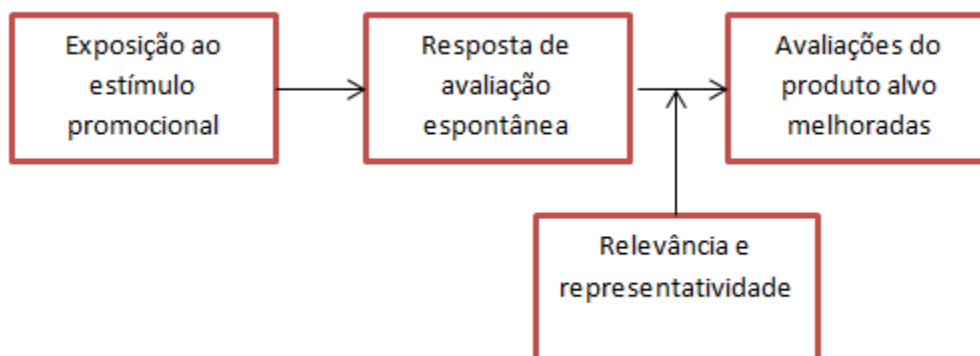 Exposição ao
estímulo
promocional
Resposta de
avaliação
espontânea
Avaliações do
produto alvo
melhoradas
Relevância e
representatividade